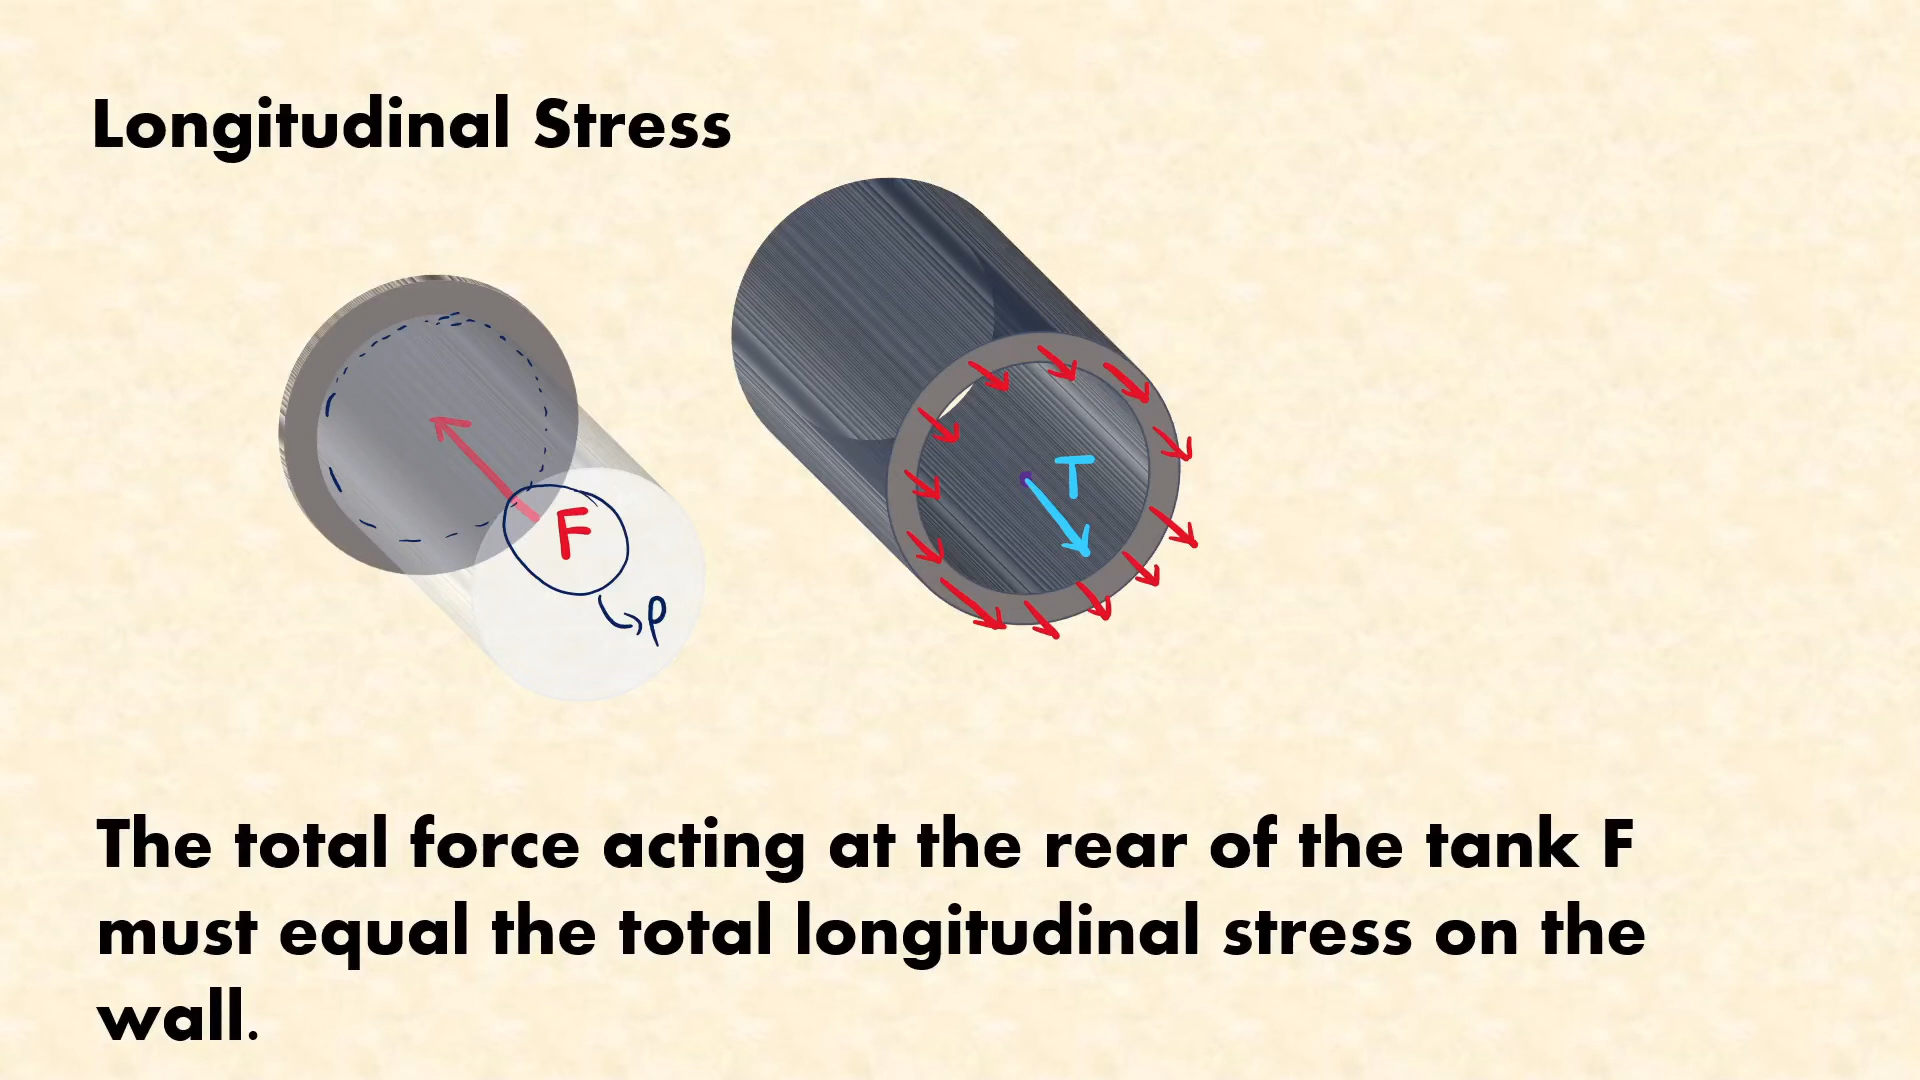 Longitudinal Stress
T
F
p
The total force acting at the rear of the tank F
must equal the total longitudinal stress on the
wall.